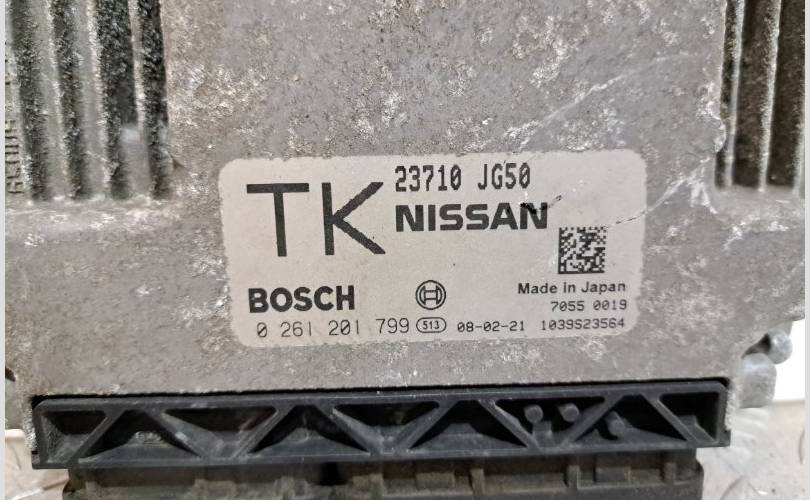 TK
23710 JG50
NISSAN
BOSCH
Made in Japan
7055 0019
0 261 201 799 513 08-02-21 1039S23564